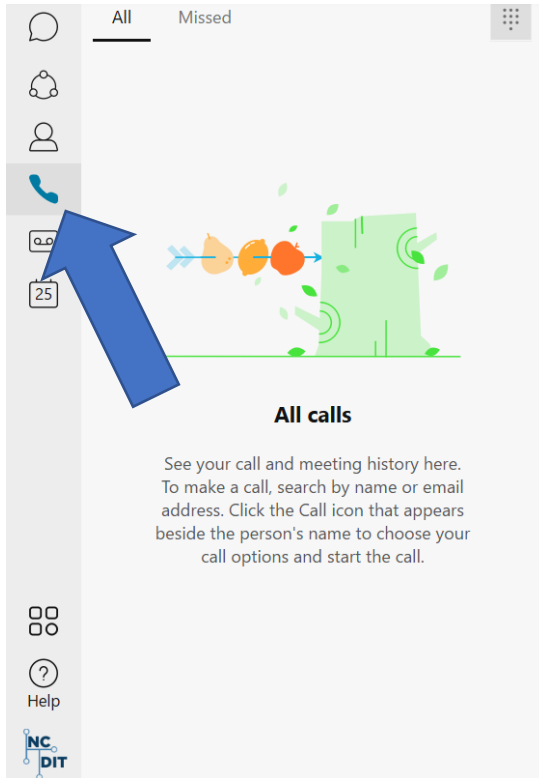 All Missed
25
All calls
See your call and meeting history here.
To make a call, search by name or email
address. Click the Call icon that appears
beside the person's name to choose your
call options and start the call.
Help
NC
DIT